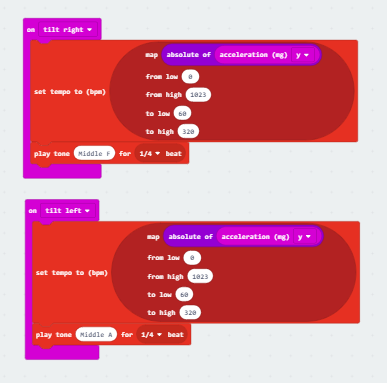 on tilt right
map absolute of acceleration (mg) y
from low 0
from high 1023
set tempo to (bpm)
to low 60
to high 320
play tone Middle F for 1/4 beat
on tilt left
map absolute of acceleration (mg) y
from low 0
from high 1023
set tempo to (bpm)
to low 60
to high 320
play tone Middle A for 1/4 beat